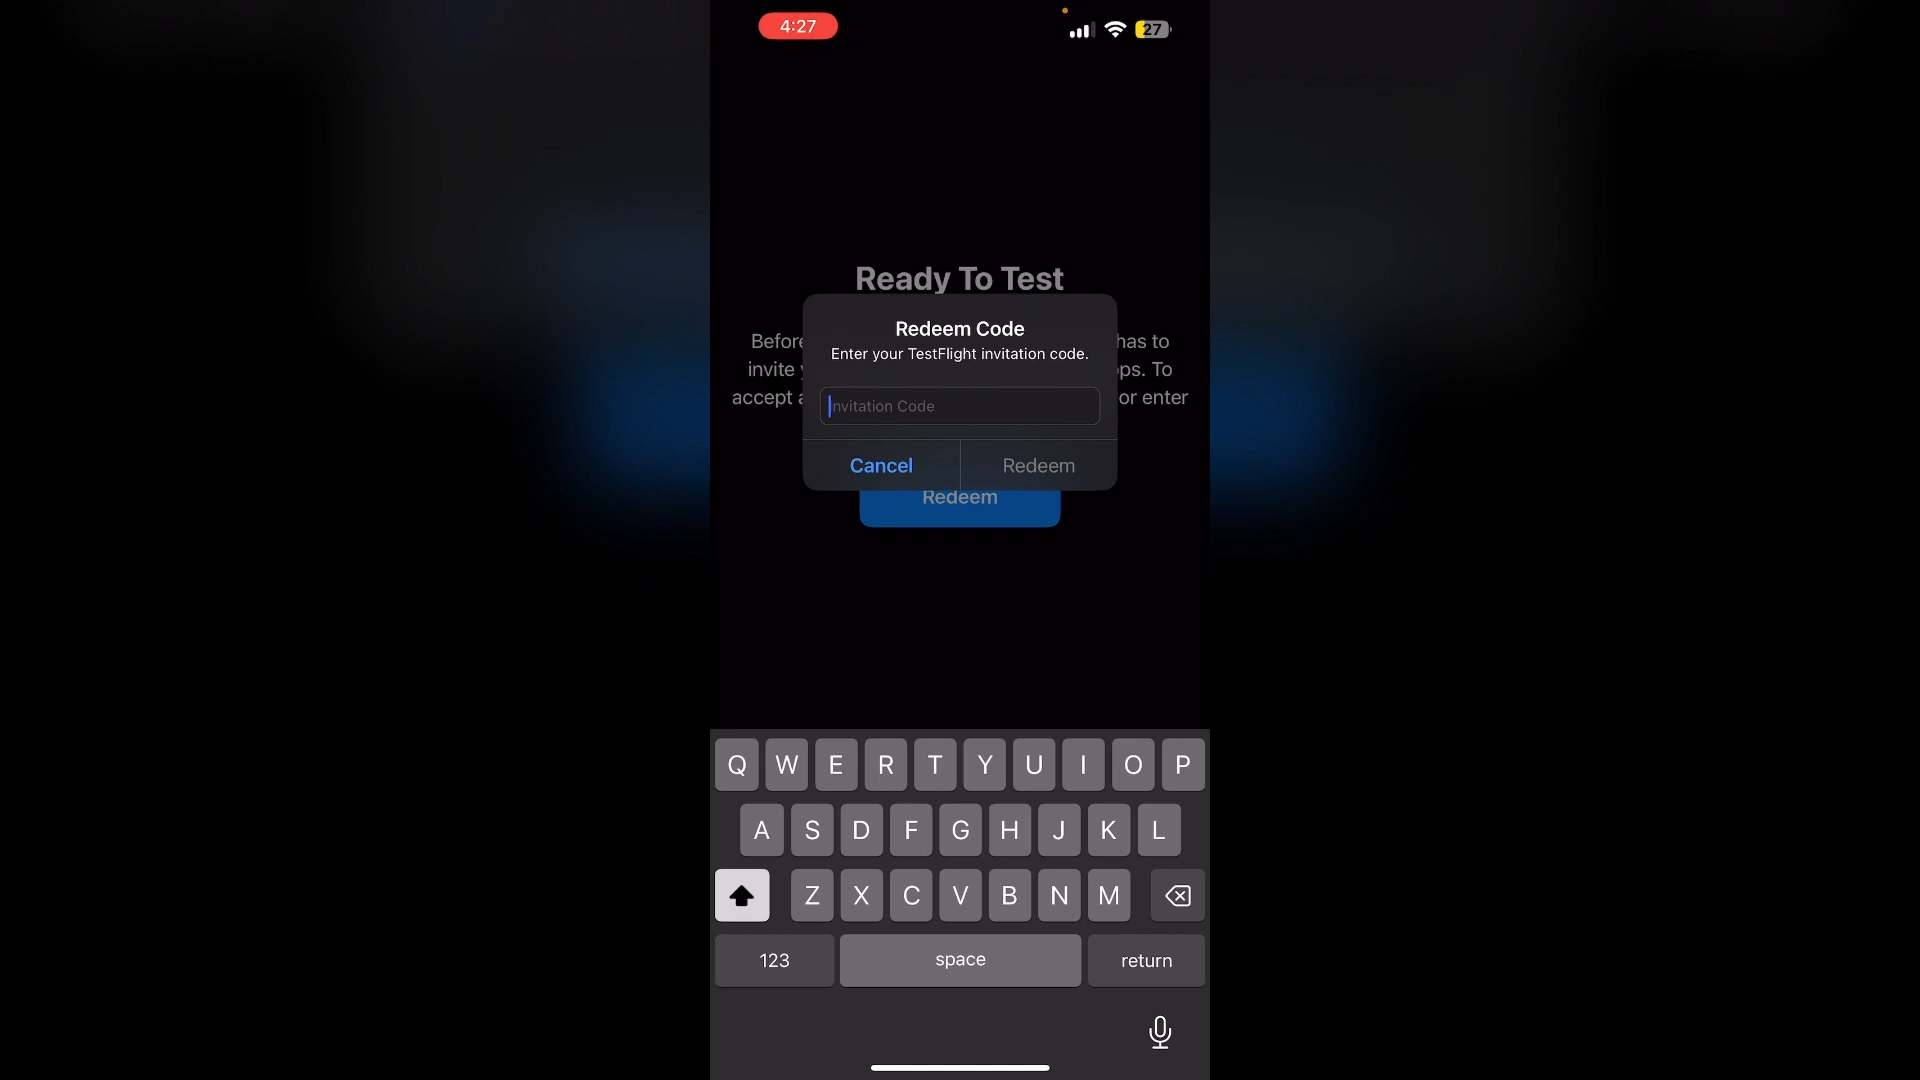 4:27
27
Ready To Test
Redeem Code
Enter your TestFlight invitation code.
Before has to
invite ps. To
accept or enter
nvitation Code
Cancel Redeem
Redeem
Q W E R T Y U I O P
A S D F G H J K L
Z X C V B N M
123 space return